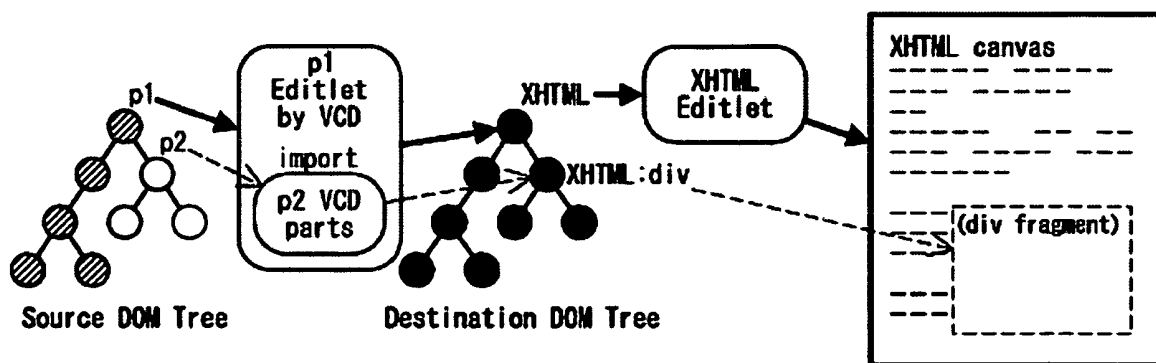 p1
p2
p1
Editlet
by VCD
import
p2 VCD
parts
XHTML
XHTML:div
XHTML
Editlet
XHTML canvas
(div fragment)
Source DOM Tree
Destination DOM Tree